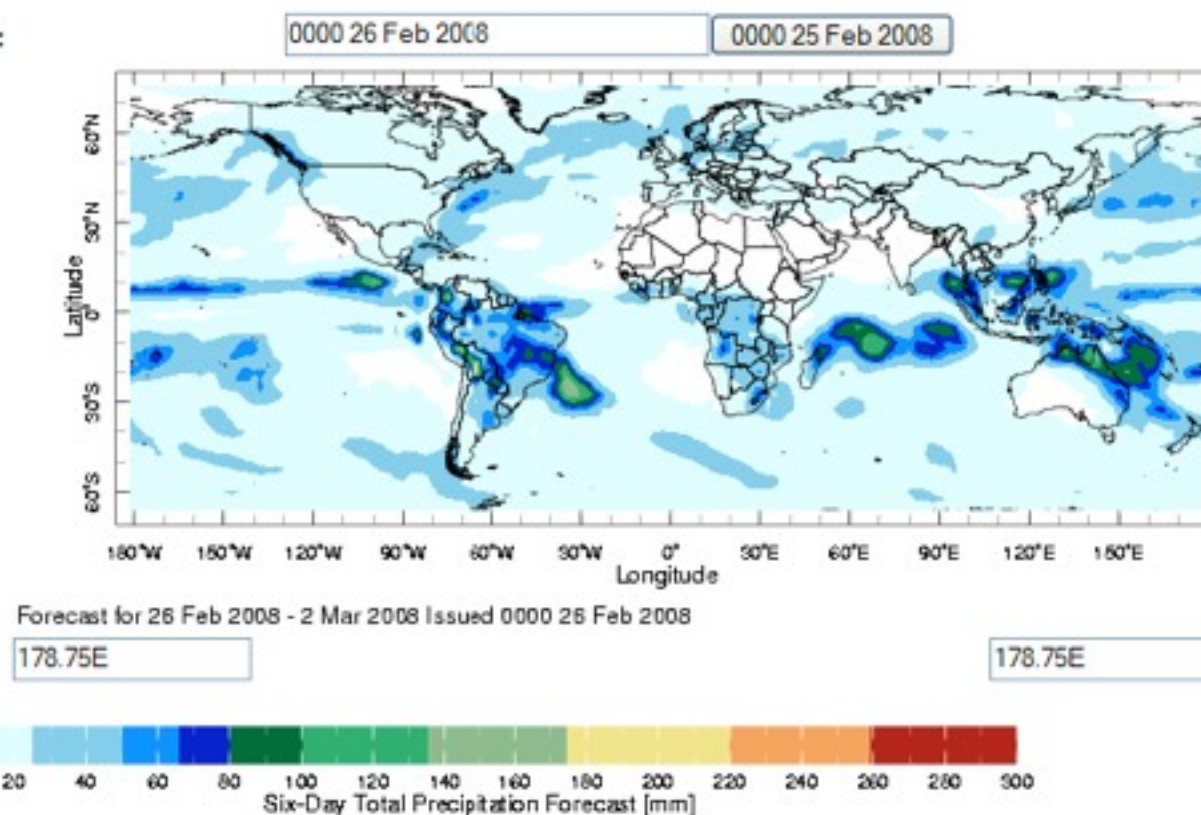 0000 26 Feb 2008 0000 25 Feb 2008
60°N
30°N
Latitude
0°
30°S
60°S
180°W 150°W 120°W 90°W 60°W 30°W 0° 30°E 60°E 90°E 120°E 150°E
Longitude
Forecast for 26 Feb 2008 - 2 Mar 2008 Issued 0000 26 Feb 2008
178.75E 178.75E
20 40 60 80 100 120 140 160 180 200 220 240 260 280 300
Six-Day Total Precipitation Forecast [mm]